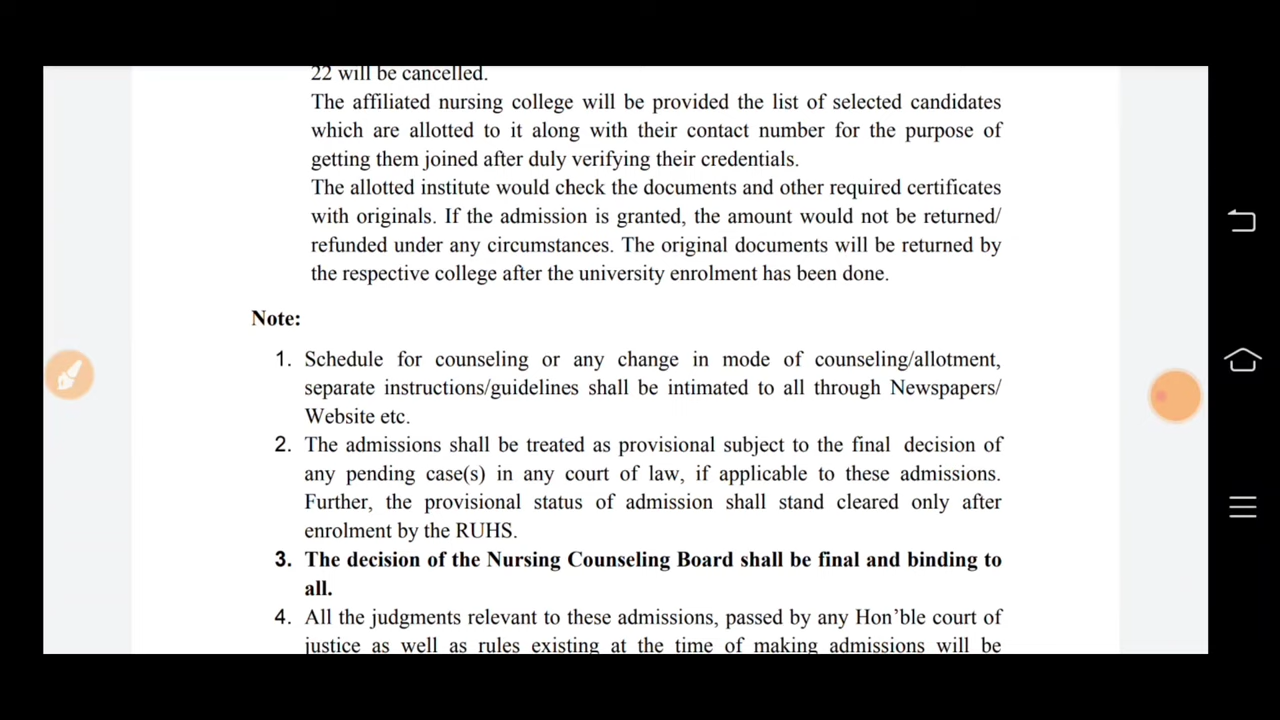 22 will be cancelled.
The affiliated nursing college will be provided the list of selected candidates
which are allotted to it along with their contact number for the purpose of
getting them joined after duly verifying their credentials.
The allotted institute would check the documents and other required certificates
with originals. If the admission is granted, the amount would not be returned/
refunded under any circumstances. The original documents will be returned by
the respective college after the university enrolment has been done.
Note:
1. Schedule for counseling or any change in mode of counseling/allotment,
separate instructions/guidelines shall be intimated to all through Newspapers/
Website etc.
2. The admissions shall be treated as provisional subject to the final decision of
any pending case(s) in any court of law, if applicable to these admissions.
Further, the provisional status of admission shall stand cleared only after
enrolment by the RUHS.
3. The decision of the Nursing Counseling Board shall be final and binding to
all.
4. All the judgments relevant to these admissions, passed by any Hon’ble court of
justice as well as rules existing at the time of making admissions will be